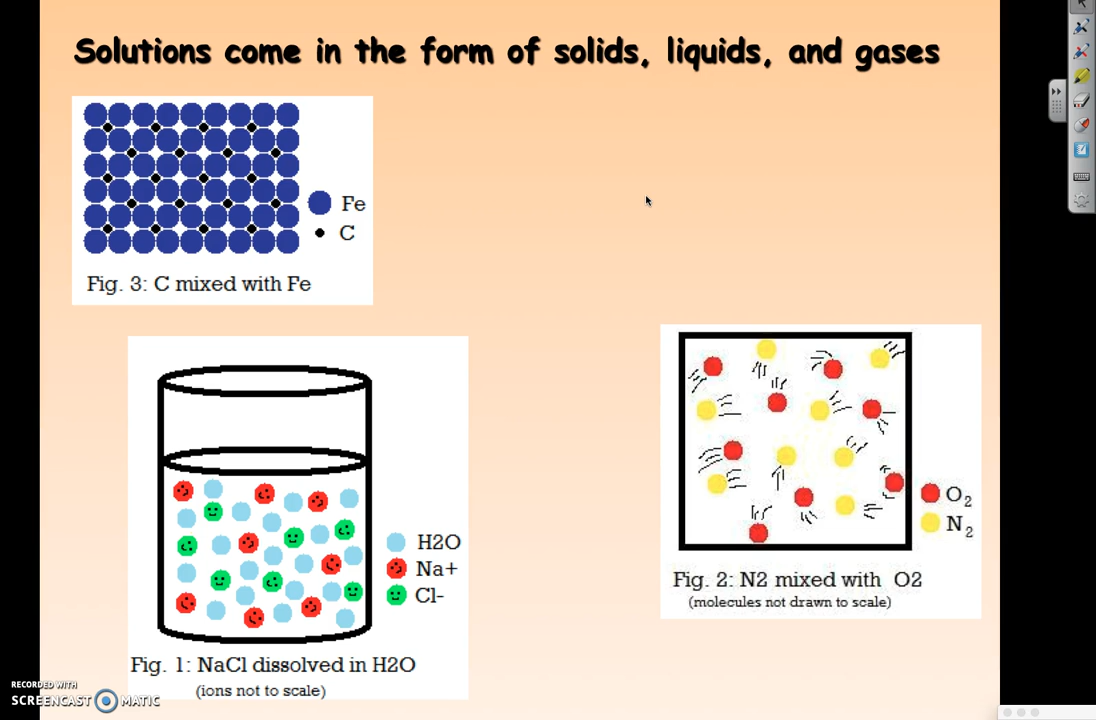 Solutions come in the form of solids, liquids, and gases
Fe
C
Fig. 3: C mixed with Fe
H2O
Na+
Cl-
Fig. 1: NaCl dissolved in H2O
(ions not to scale)
O2
N2
Fig. 2: N2 mixed with O2
(molecules not drawn to scale)
RECORDED WITH
SCREENCAST MATIC